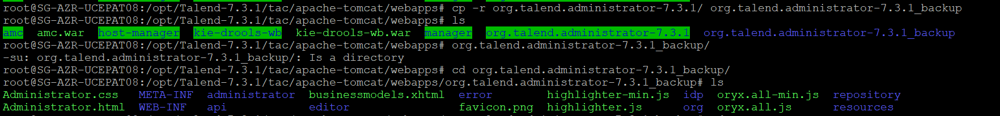 root@SG-AZR-UCEPAT08:/opt/Talend-7.3.1/tac/apache-tomcat/webapps# cp -r org.talend.administrator-7.3.1/ org.talend.administrator-7.3.1_backup
root@SG-AZR-UCEPAT08:/opt/Talend-7.3.1/tac/apache-tomcat/webapps# ls
amc amc.war host-manager kie-drools-wb kie-drools-wb.war manager org.talend.administrator-7.3.1 org.talend.administrator-7.3.1_backup
root@SG-AZR-UCEPAT08:/opt/Talend-7.3.1/tac/apache-tomcat/webapps# org.talend.administrator-7.3.1_backup/
-su: org.talend.administrator-7.3.1_backup/: Is a directory
root@SG-AZR-UCEPAT08:/opt/Talend-7.3.1/tac/apache-tomcat/webapps# cd org.talend.administrator-7.3.1_backup/
root@SG-AZR-UCEPAT08:/opt/Talend-7.3.1/tac/apache-tomcat/webapps/org.talend.administrator-7.3.1_backup# ls
Administrator.css META-INF administrator businessmodels.xhtml error highlighter-min.js idp oryx.all-min.js repository
Administrator.html WEB-INF api editor favicon.png highlighter.js org oryx.all.js resources